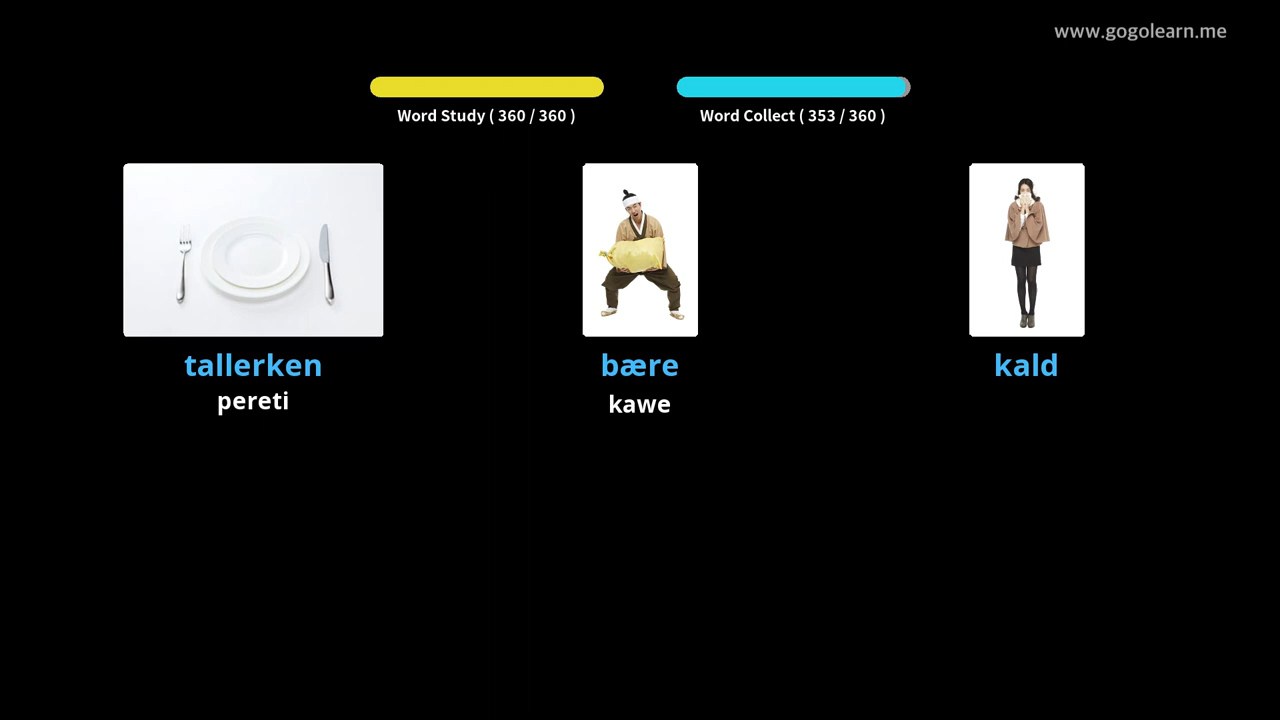 www.gogolearn.me
Word Study ( 360 / 360 )
Word Collect ( 353 / 360 )
tallerken
bære
kald
pereti
kawe